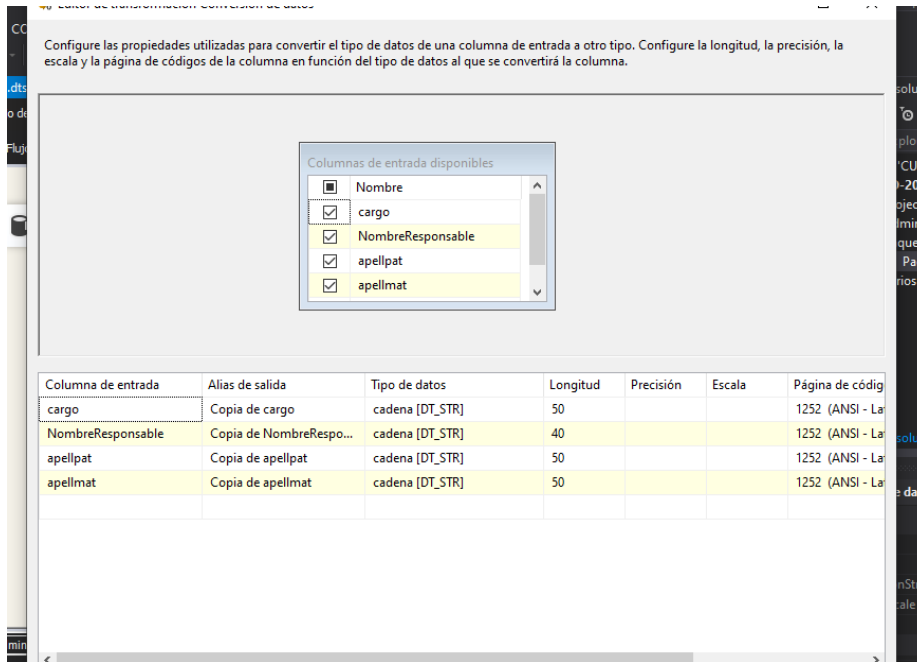 Configure las propiedades utilizadas para convertir el tipo de datos de una columna de entrada a otro tipo. Configure la longitud, la precisión, la
escala y la página de códigos de la columna en función del tipo de datos al que se convertirá la columna.
.dts
Columnas de entrada disponibles
Nombre
cargo
NombreResponsable
apellpat
apellmat
Columna de entrada Alias de salida Tipo de datos Longitud Precisión Escala Página de códig
cargo Copia de cargo cadena [DT_STR] 50 1252 (ANSI - La
NombreResponsable Copia de NombreRespo... cadena [DT_STR] 40 1252 (ANSI - La
apellpat Copia de apellpat cadena [DT_STR] 50 1252 (ANSI - La
apellmat Copia de apellmat cadena [DT_STR] 50 1252 (ANSI - La